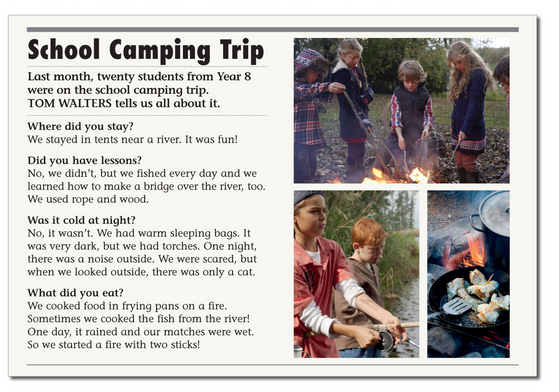 School Camping Trip
Last month, twenty students from Year 8
were on the school camping trip.
TOM WALTERS tells us all about it.
Where did you stay?
We stayed in tents near a river. It was fun!
Did you have lessons?
No, we didn't, but we fished every day and we
learned how to make a bridge over the river, too.
We used rope and wood.
Was it cold at night?
No, it wasn't. We had warm sleeping bags. It
was very dark, but we had torches. One night,
there was a noise outside. We were scared, but
when we looked outside, there was only a cat.
What did you eat?
We cooked food in frying pans on a fire.
Sometimes we cooked the fish from the river!
One day, it rained and our matches were wet.
So we started a fire with two sticks!